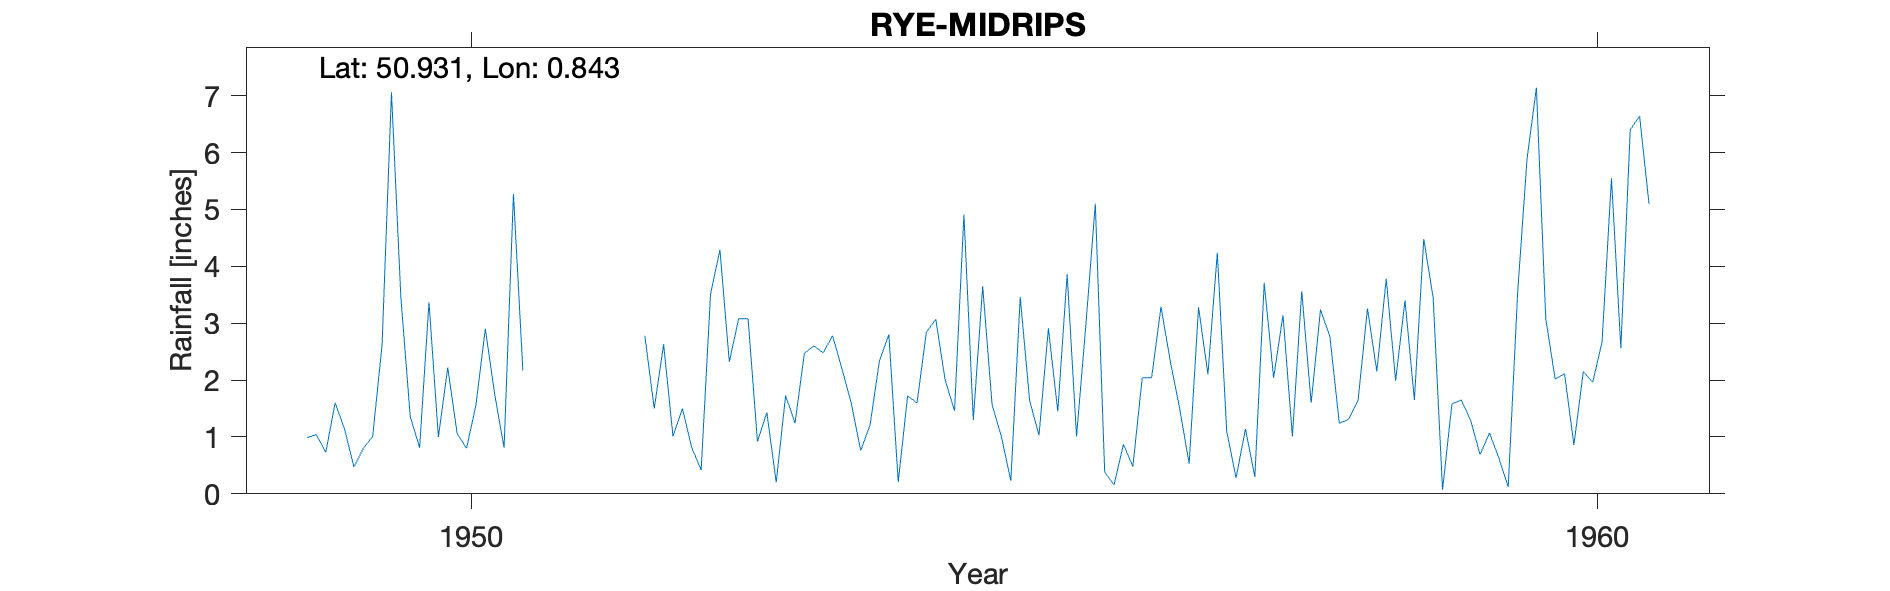 RYE-MIDRIPS
Lat: 50.931, Lon: 0.843
7
6
5
4
3
2
1
0
Rainfall [inches]
1950
1960
Year